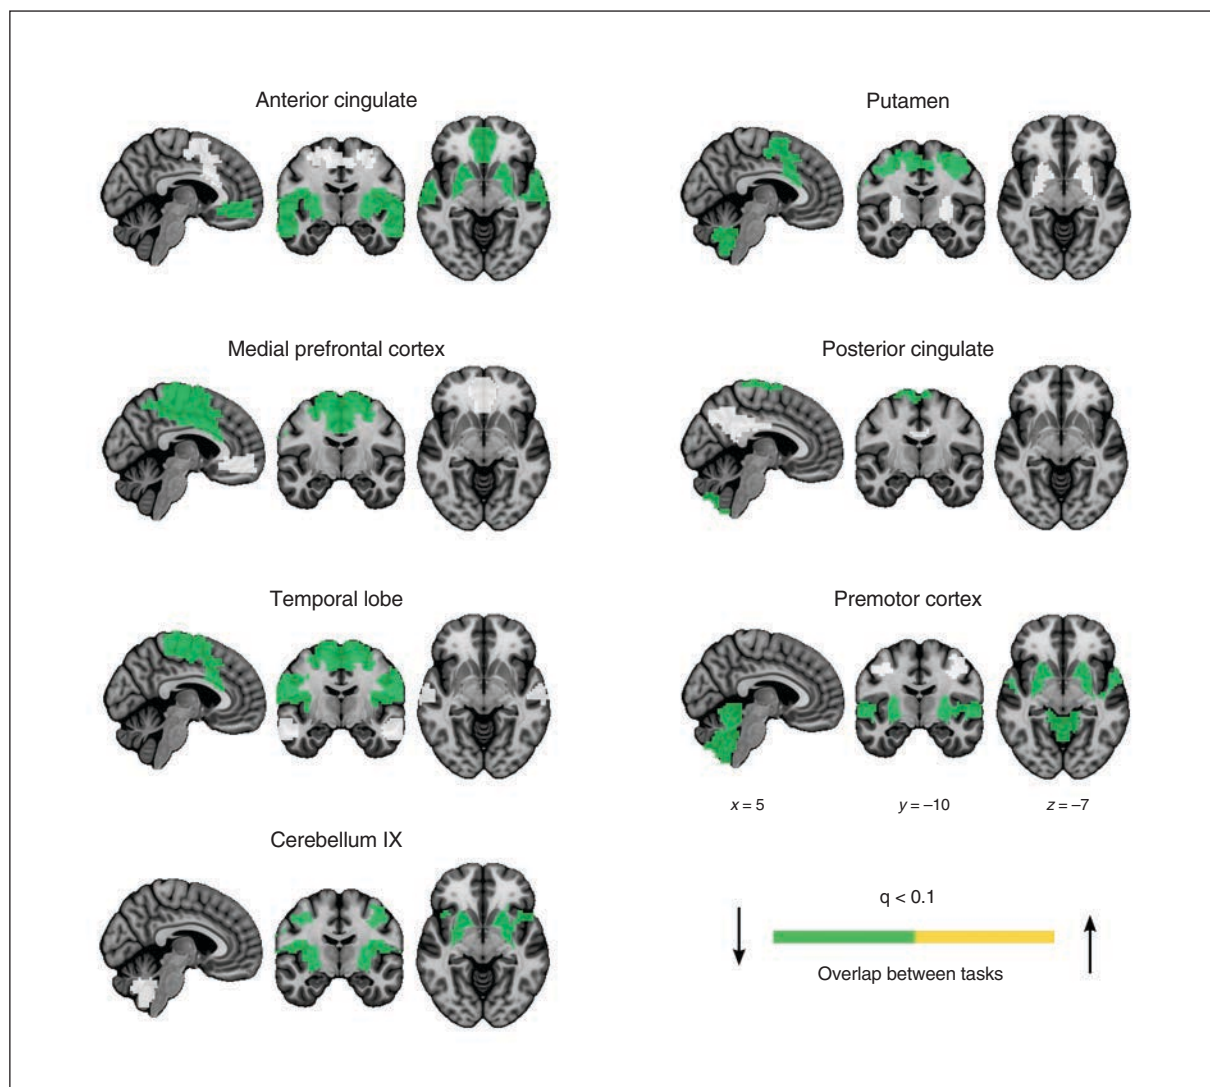 Anterior cingulate
Putamen
Medial prefrontal cortex
Posterior cingulate
Temporal lobe
Premotor cortex
x = 5
y = –10
z = –7
Cerebellum IX
q < 0.1
Overlap between tasks